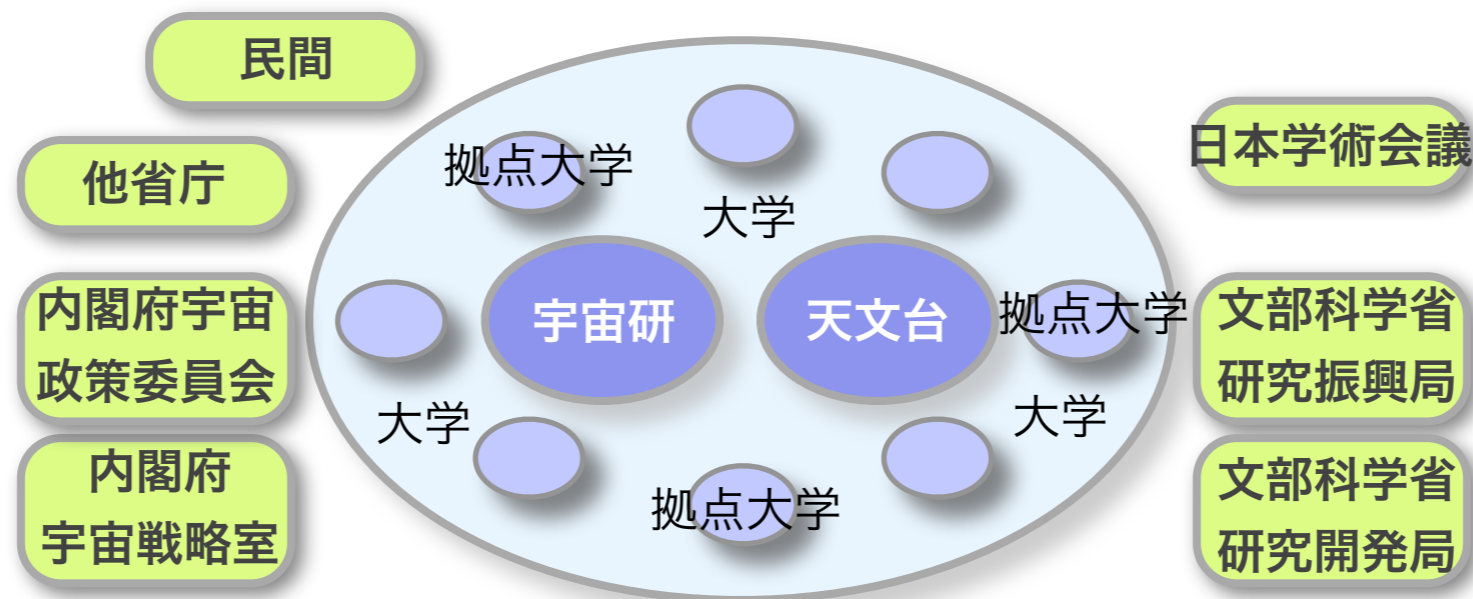 民間
他省庁
内閣府宇宙
政策委員会
内閣府
宇宙戦略室
拠点大学
大学
宇宙研
天文台
拠点大学
大学
大学
拠点大学
日本学術会議
文部科学省
研究振興局
文部科学省
研究開発局